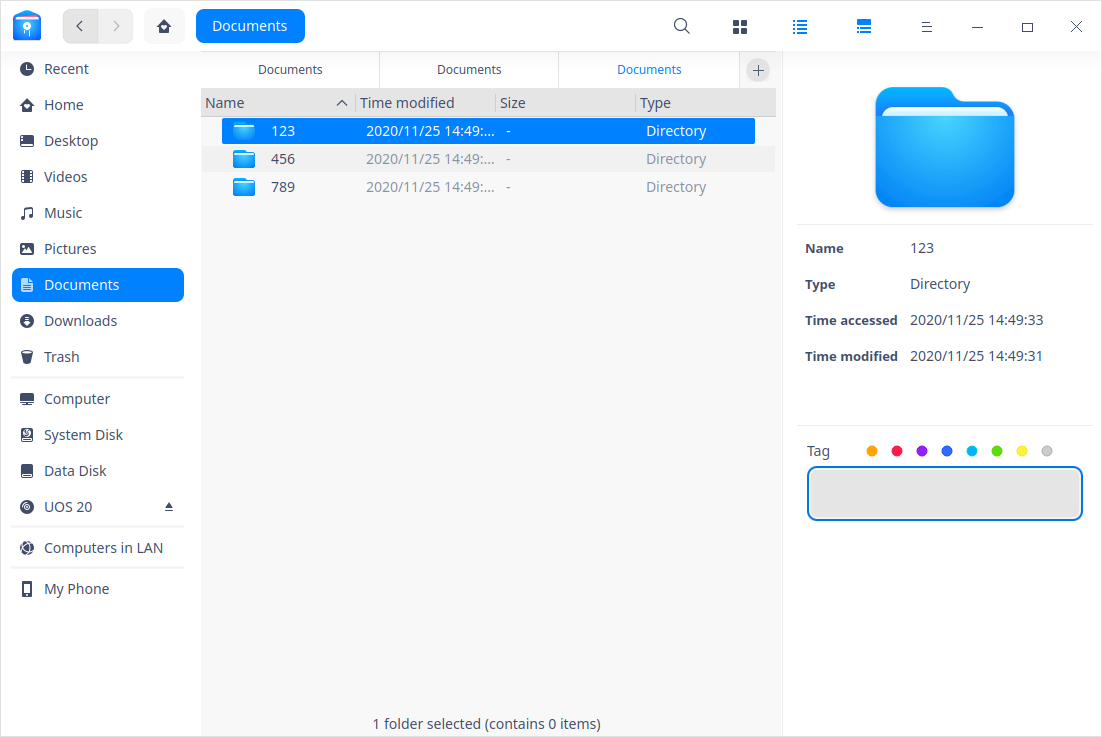 Documents
Recent
Home
Desktop
Videos
Music
Pictures
Documents
Downloads
Trash
Computer
System Disk
Data Disk
UOS 20
Computers in LAN
My Phone
Documents Documents Documents
Name Time modified Size Type
123 2020/11/25 14:49:... - Directory
456 2020/11/25 14:49:... - Directory
789 2020/11/25 14:49:... - Directory
1 folder selected (contains 0 items)
Name 123
Type Directory
Time accessed 2020/11/25 14:49:33
Time modified 2020/11/25 14:49:31
Tag